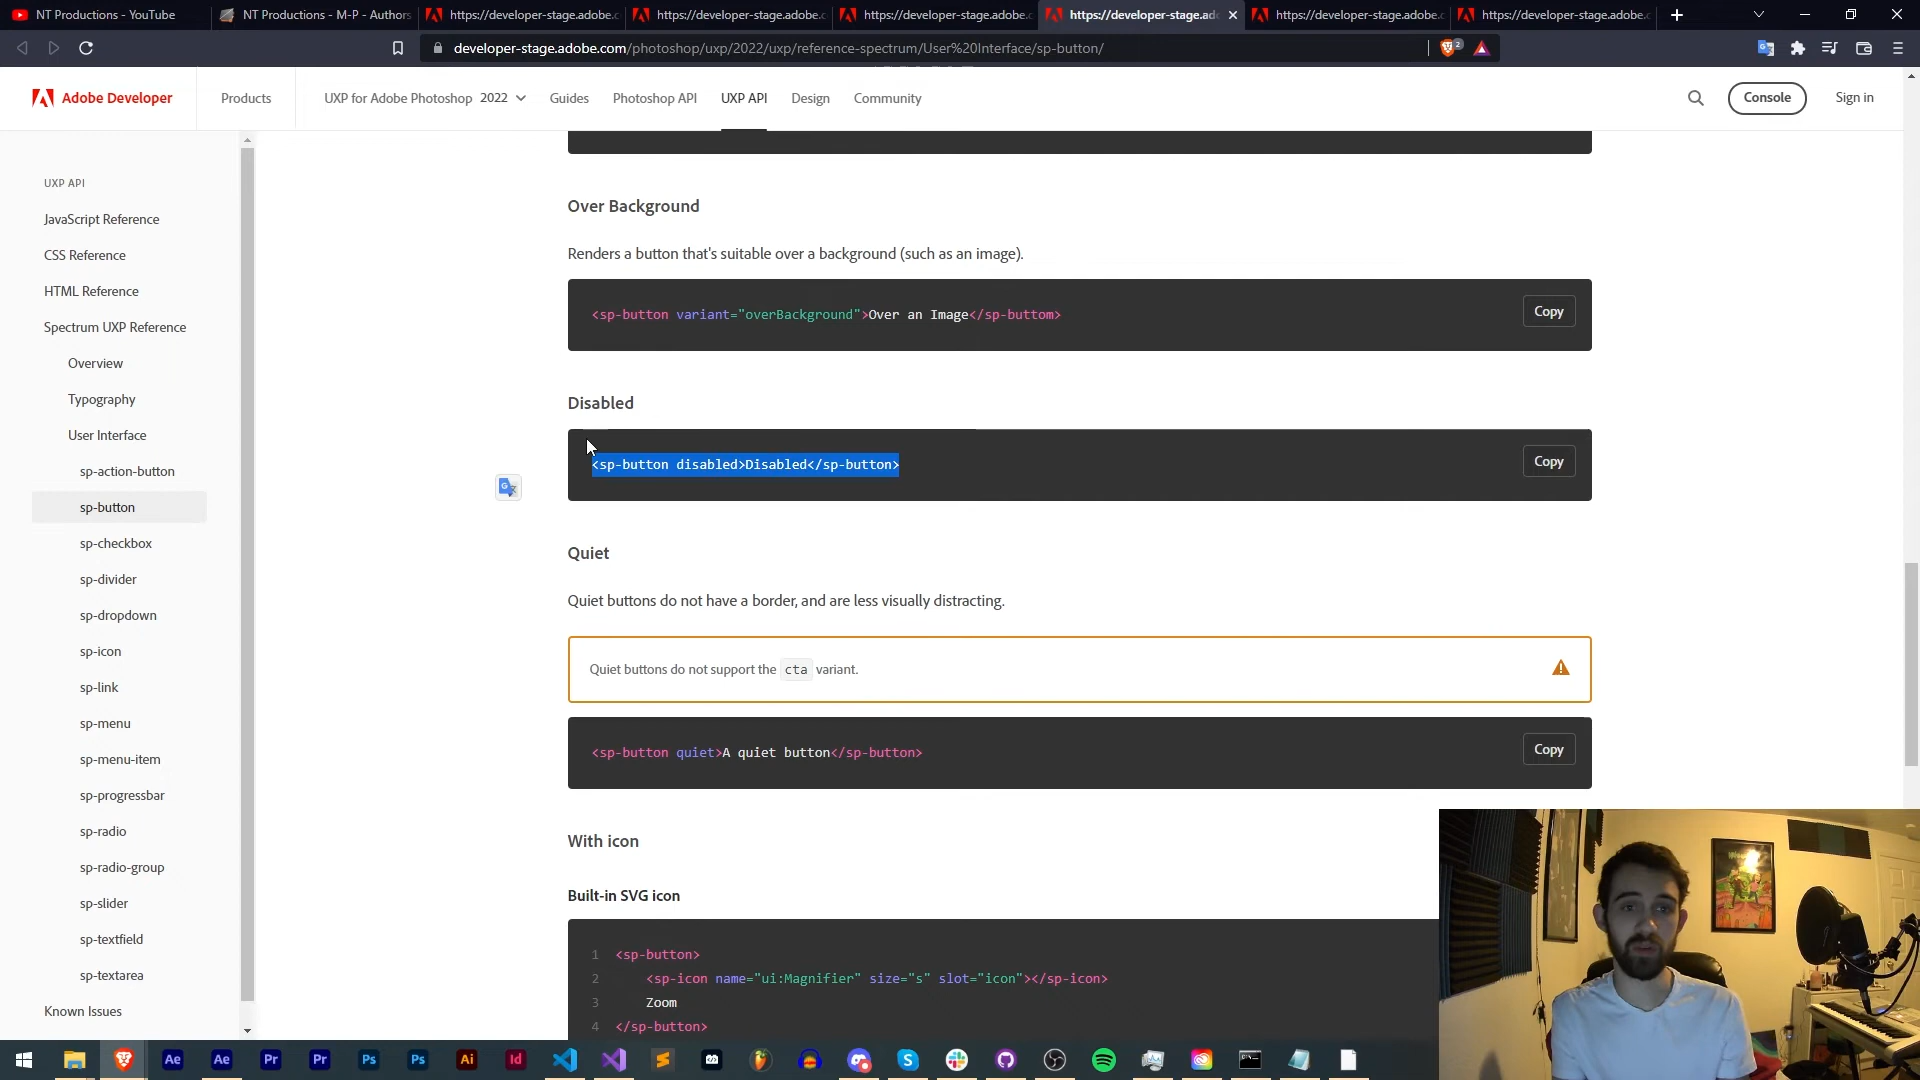 NT Productions - YouTube
NT Productions - M-P - Authors
https://developer-stage.adobe.c
https://developer-stage.adobe.c
https://developer-stage.adobe.c
https://developer-stage.ad
https://developer-stage.adobe.c
https://developer-stage.adobe.c
developer-stage.adobe.com/photoshop/uxp/2022/uxp/reference-spectrum/User%20Interface/sp-button/
2
Adobe Developer
Products
UXP for Adobe Photoshop 2022
Guides
Photoshop API
UXP API
Design
Community
Console
Sign in
UXP API
JavaScript Reference
CSS Reference
HTML Reference
Spectrum UXP Reference
Overview
Typography
User Interface
sp-action-button
sp-button
sp-checkbox
sp-divider
sp-dropdown
sp-icon
sp-link
sp-menu
sp-menu-item
sp-progressbar
sp-radio
sp-radio-group
sp-slider
sp-textfield
sp-textarea
Known Issues
Over Background
Renders a button that's suitable over a background (such as an image).
<sp-button variant="overBackground">Over an Image</sp-buttom>
Copy
Disabled
<sp-button disabled>Disabled</sp-button>
Copy
Quiet
Quiet buttons do not have a border, and are less visually distracting.
Quiet buttons do not support the cta variant.
<sp-button quiet>A quiet button</sp-button>
Copy
With icon
Built-in SVG icon
1 <sp-button>
2 <sp-icon name="ui:Magnifier" size="s" slot="icon"></sp-icon>
3 Zoom
4 </sp-button>
Ae
Ae
Pr
Pr
Ps
Ps
Ai
Id